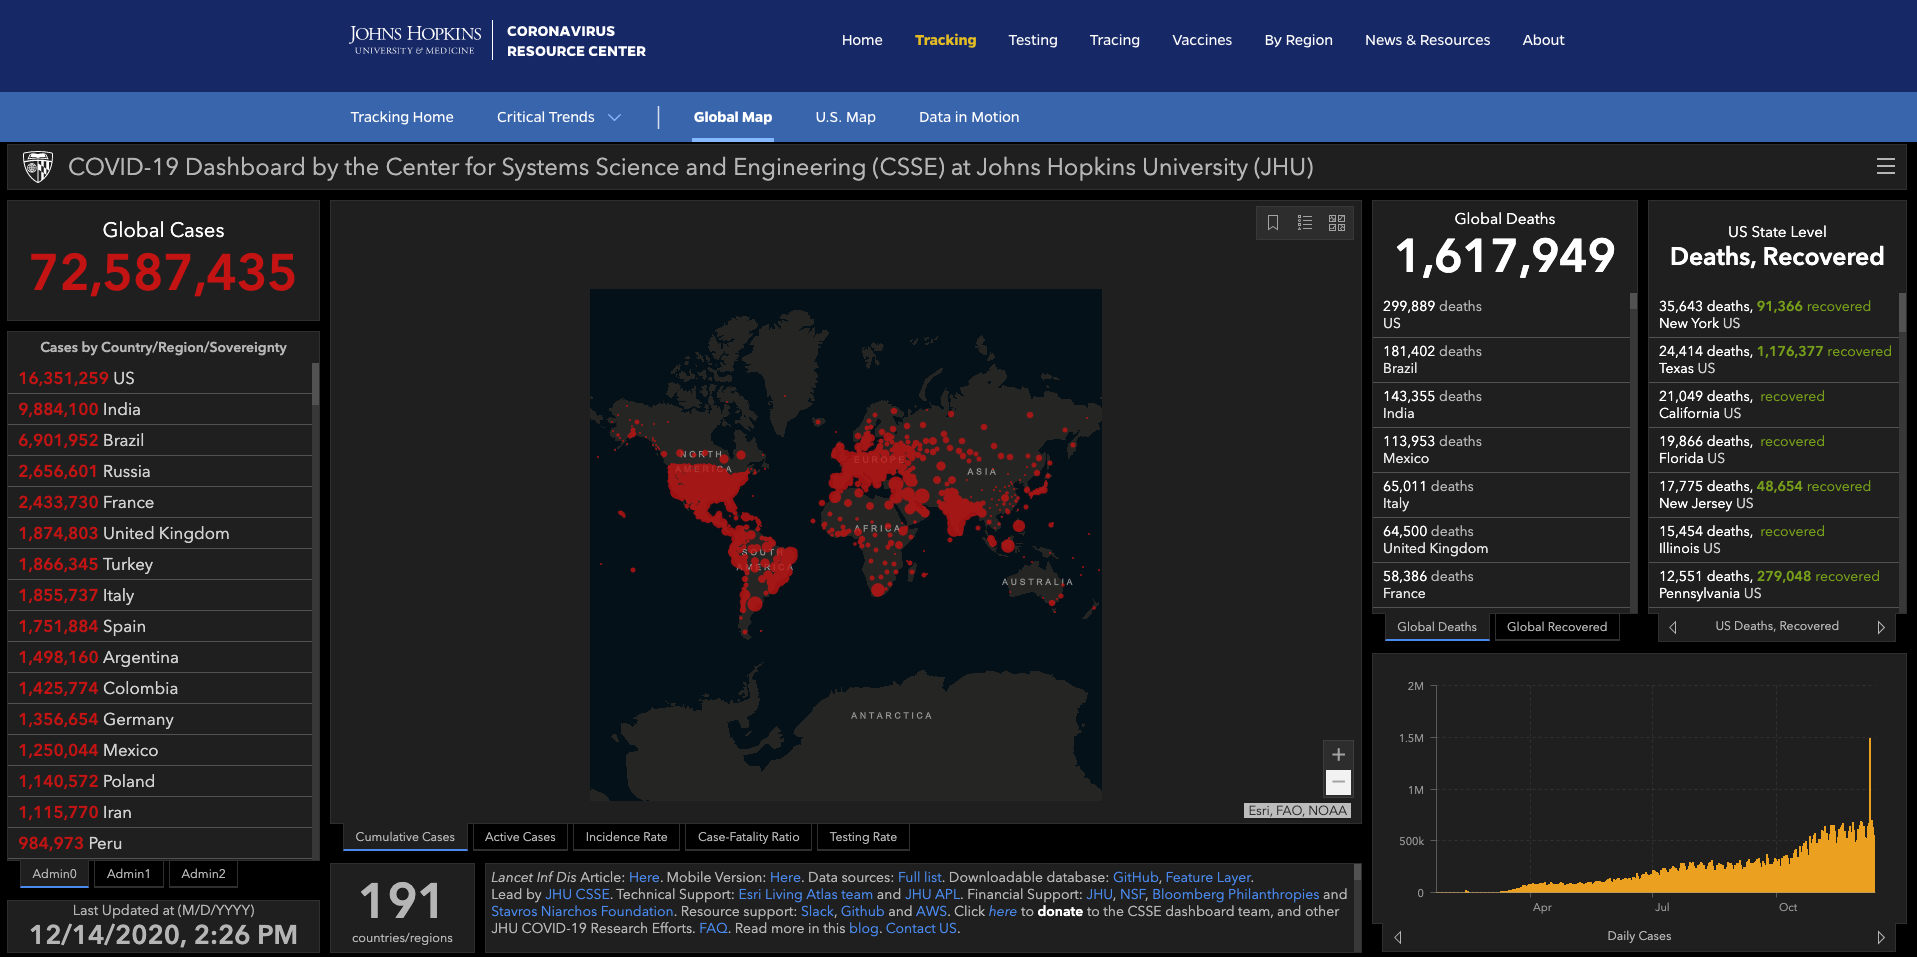 JOHNS HOPKINS
UNIVERSITY & MEDICINE
CORONAVIRUS
RESOURCE CENTER
Home
Tracking
Testing
Tracing
Vaccines
By Region
News & Resources
About
Tracking Home
Critical Trends
Global Map
U.S. Map
Data in Motion
COVID-19 Dashboard by the Center for Systems Science and Engineering (CSSE) at Johns Hopkins University (JHU)
Global Cases
72,587,435
Cases by Country/Region/Sovereignty
16,351,259 US
9,884,100 India
6,901,952 Brazil
2,656,601 Russia
2,433,730 France
1,874,803 United Kingdom
1,866,345 Turkey
1,855,737 Italy
1,751,884 Spain
1,498,160 Argentina
1,425,774 Colombia
1,356,654 Germany
1,250,044 Mexico
1,140,572 Poland
1,115,770 Iran
984,973 Peru
Admin0
Admin1
Admin2
Last Updated at (M/D/YYYY)
12/14/2020, 2:26 PM
NORTH
AMERICA
EUROPE
ASIA
AFRICA
SOUTH
AMERICA
AUSTRALIA
ANTARCTICA
+
−
Esri, FAO, NOAA
Cumulative Cases
Active Cases
Incidence Rate
Case-Fatality Ratio
Testing Rate
191
countries/regions
Lancet Inf Dis Article: Here. Mobile Version: Here. Data sources: Full list. Downloadable database: GitHub, Feature Layer.
Lead by JHU CSSE. Technical Support: Esri Living Atlas team and JHU APL. Financial Support: JHU, NSF, Bloomberg Philanthropies and
Stavros Niarchos Foundation. Resource support: Slack, Github and AWS. Click here to donate to the CSSE dashboard team, and other
JHU COVID-19 Research Efforts. FAQ. Read more in this blog. Contact US.
Global Deaths
1,617,949
299,889 deaths
US
181,402 deaths
Brazil
143,355 deaths
India
113,953 deaths
Mexico
65,011 deaths
Italy
64,500 deaths
United Kingdom
58,386 deaths
France
Global Deaths
Global Recovered
US State Level
Deaths, Recovered
35,643 deaths, 91,366 recovered
New York US
24,414 deaths, 1,176,377 recovered
Texas US
21,049 deaths, recovered
California US
19,866 deaths, recovered
Florida US
17,775 deaths, 48,654 recovered
New Jersey US
15,454 deaths, recovered
Illinois US
12,551 deaths, 279,048 recovered
Pennsylvania US
US Deaths, Recovered
2M
1.5M
1M
500k
0
Apr
Jul
Oct
Daily Cases